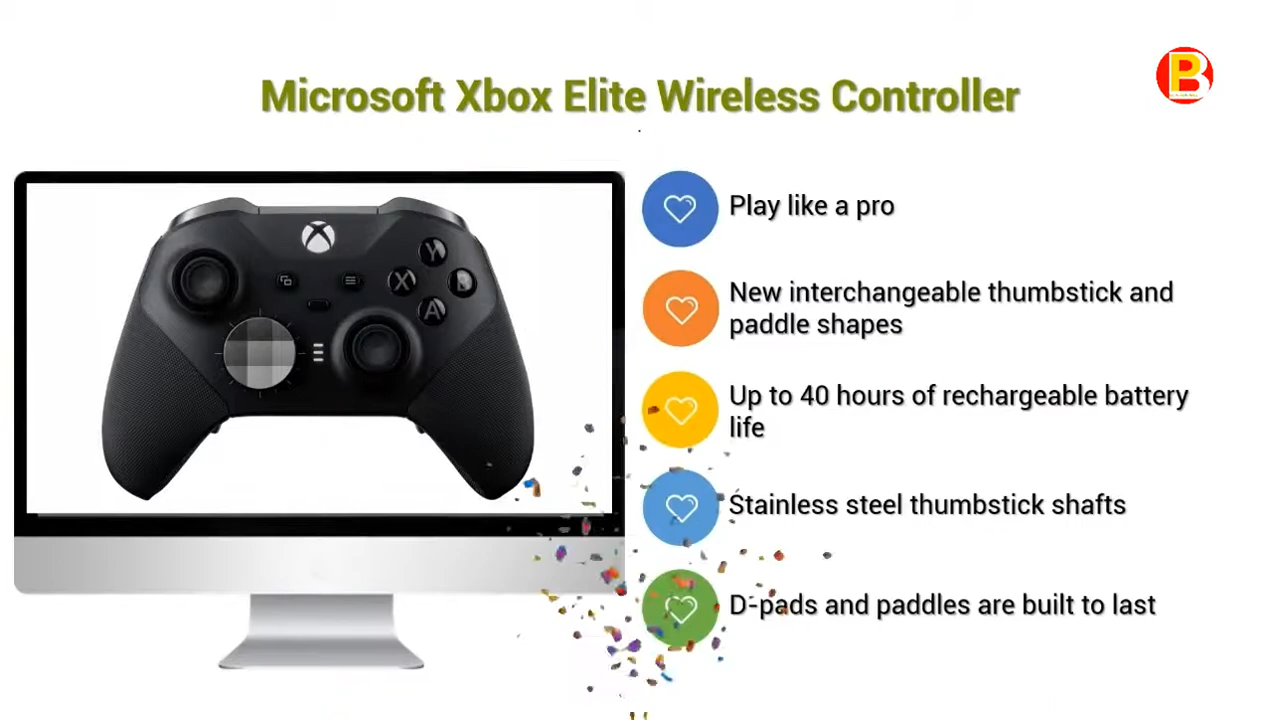 Microsoft Xbox Elite Wireless Controller
PB
Play like a pro
New interchangeable thumbstick and
paddle shapes
Up to 40 hours of rechargeable battery
life
Stainless steel thumbstick shafts
D-pads and paddles are built to last
Y
X
B
A